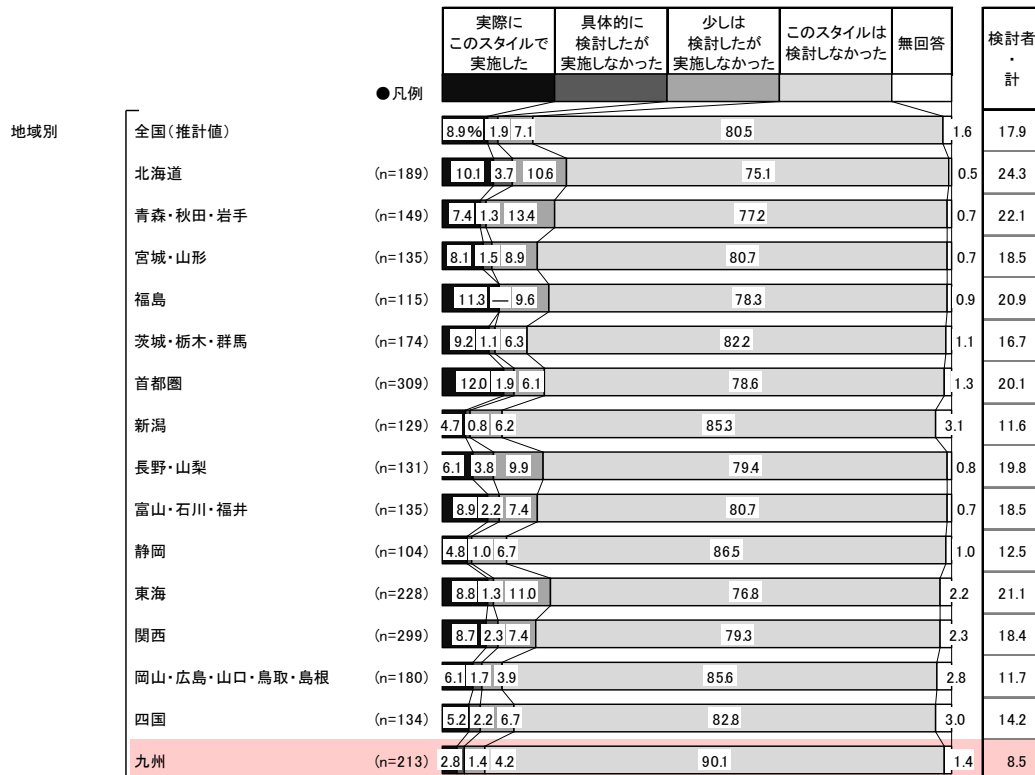 実際に
このスタイルで
実施した
具体的に
検討したが
実施しなかった
少しは
検討したが
実施しなかった
このスタイルは
検討しなかった
無回答
検討者
・
計
●凡例
地域別
全国(推計値) 8.9% 1.9 7.1 80.5 1.6 17.9
北海道 (n=189) 10.1 3.7 10.6 75.1 0.5 24.3
青森・秋田・岩手 (n=149) 7.4 1.3 13.4 77.2 0.7 22.1
宮城・山形 (n=135) 8.1 1.5 8.9 80.7 0.7 18.5
福島 (n=115) 11.3 — 9.6 78.3 0.9 20.9
茨城・栃木・群馬 (n=174) 9.2 1.1 6.3 82.2 1.1 16.7
首都圏 (n=309) 12.0 1.9 6.1 78.6 1.3 20.1
新潟 (n=129) 4.7 0.8 6.2 85.3 3.1 11.6
長野・山梨 (n=131) 6.1 3.8 9.9 79.4 0.8 19.8
富山・石川・福井 (n=135) 8.9 2.2 7.4 80.7 0.7 18.5
静岡 (n=104) 4.8 1.0 6.7 86.5 1.0 12.5
東海 (n=228) 8.8 1.3 11.0 76.8 2.2 21.1
関西 (n=299) 8.7 2.3 7.4 79.3 2.3 18.4
岡山・広島・山口・鳥取・島根 (n=180) 6.1 1.7 3.9 85.6 2.8 11.7
四国 (n=134) 5.2 2.2 6.7 82.8 3.0 14.2
九州 (n=213) 2.8 1.4 4.2 90.1 1.4 8.5